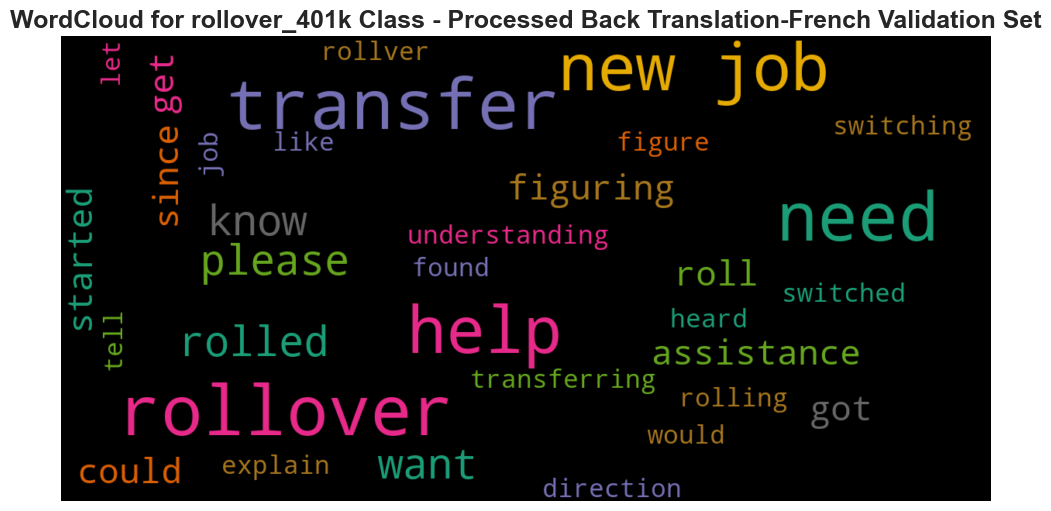 WordCloud for rollover_401k Class - Processed Back Translation-French Validation Set
let
get
rollver
transfer
new job
since
job
like
figure
switching
figuring
started
know
need
understanding
please
found
roll
switched
tell
rolled
help
heard
assistance
transferring
rollover
rolling
got
would
could
explain
want
direction